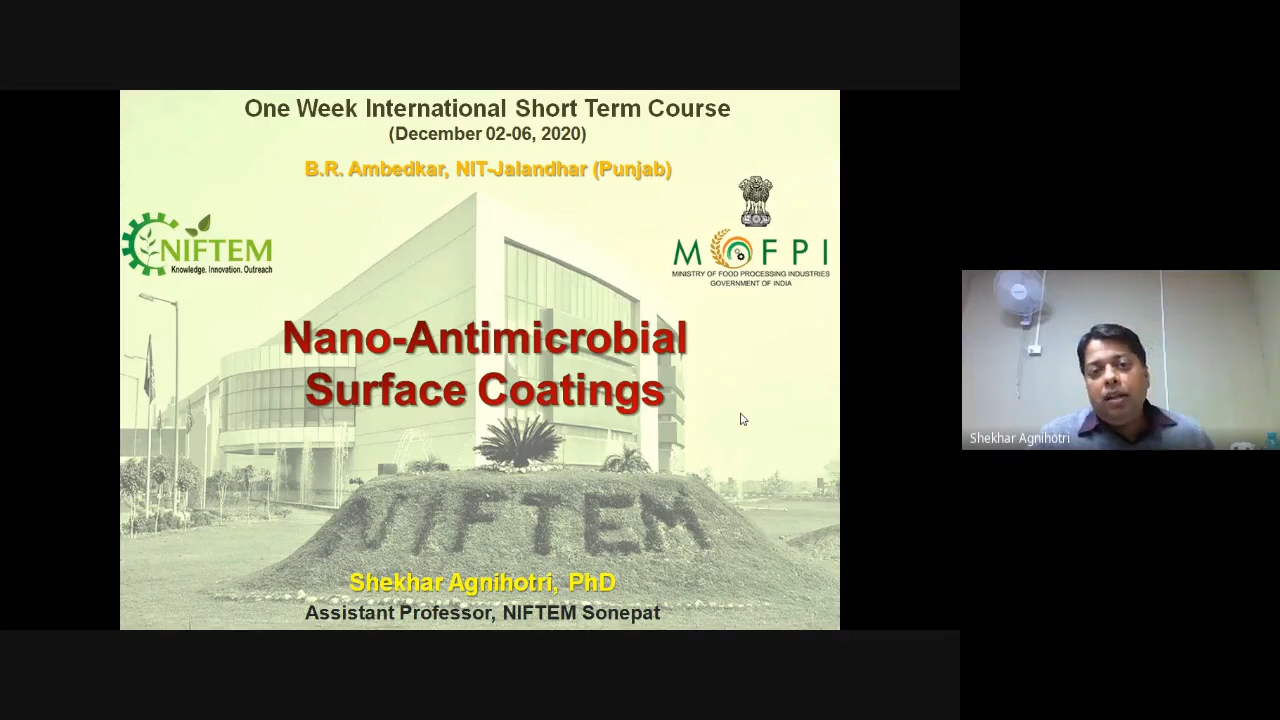 One Week International Short Term Course
(December 02-06, 2020)
B.R. Ambedkar, NIT-Jalandhar (Punjab)
NIFTEM
Knowledge. Innovation. Outreach
MOFPI
MINISTRY OF FOOD PROCESSING INDUSTRIES
GOVERNMENT OF INDIA
Nano-Antimicrobial
Surface Coatings
NIFTEM
Shekhar Agnihotri, PhD
Assistant Professor, NIFTEM Sonepat
Shekhar Agnihotri